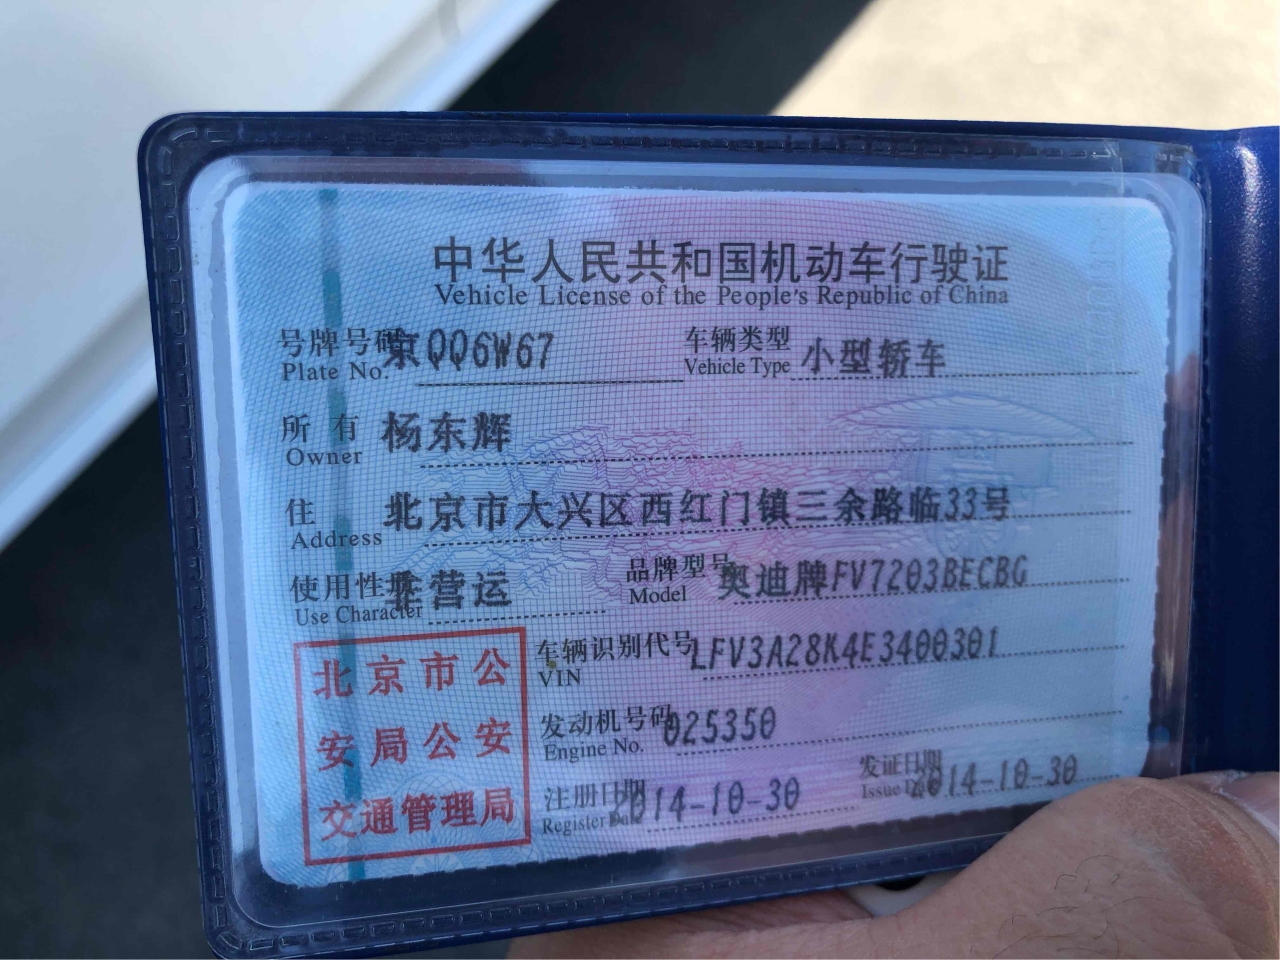 中华人民共和国机动车行驶证
Vehicle License of the People's Republic of China
号牌号码 京QQ6W67 车辆类型 小型轿车
Plate No. Vehicle Type
所 有 杨东辉
Owner
住 北京市大兴区西红门镇三余路临33号
Address
使用性 非营运 品牌型号 奥迪牌FV7203BECBG
Use Character Model
车辆识别代号 LFV3A28K4E3400301
VIN
发动机号码 025350
Engine No.
注册日期 2014-10-30 发证日期 2014-10-30
Register Date Issue
北京市公
安局公安
交通管理局